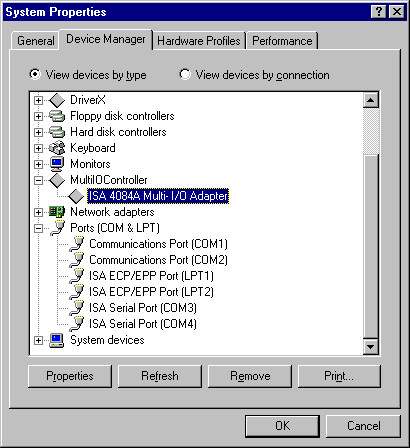 System Properties
General
Device Manager
Hardware Profiles
Performance
View devices by type
View devices by connection
DriverX
Floppy disk controllers
Hard disk controllers
Keyboard
Monitors
MultiIOController
ISA 4084A Multi- I/O Adapter
Network adapters
Ports (COM & LPT)
Communications Port (COM1)
Communications Port (COM2)
ISA ECP/EPP Port (LPT1)
ISA ECP/EPP Port (LPT2)
ISA Serial Port (COM3)
ISA Serial Port (COM4)
System devices
Properties
Refresh
Remove
Print...
OK
Cancel